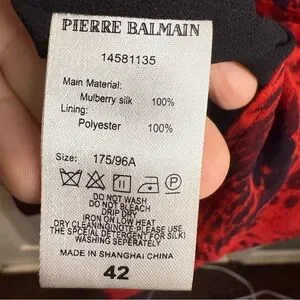 PIERRE BALMAIN
14581135
Main Material:
Mulberry silk 100%
Lining:
Polyester 100%
Size: 175/96A
P
DO NOT WASH
DO NOT BLEACH
DRIP DRY
IRON ON LOW HEAT
DRY CLEANING(NOTE:PLEASE USE
THE SPCEIAL DETERGENT FOR SILK)
WASHING SEPERATELY
MADE IN SHANGHAI CHINA
42